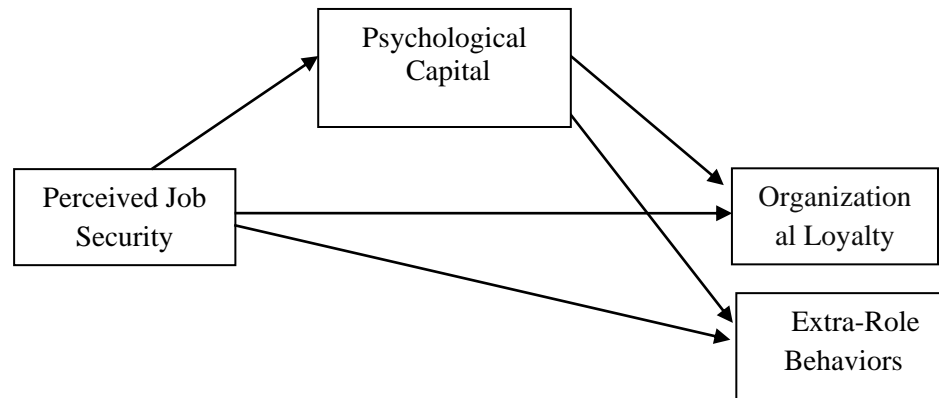 Psychological
Capital
Perceived Job
Security
Organization
al Loyalty
Extra-Role
Behaviors